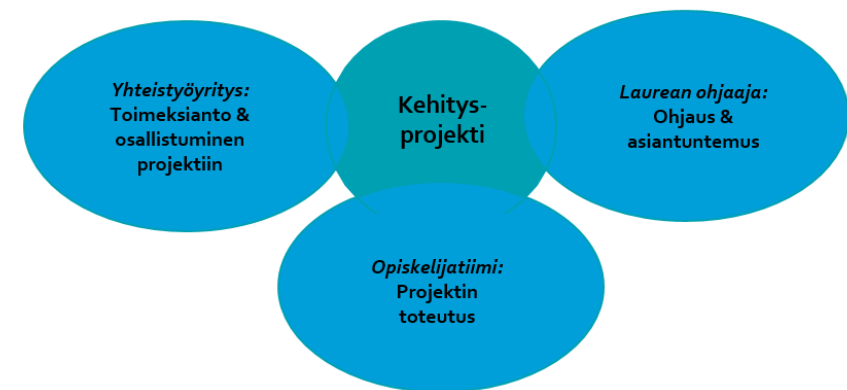 Yhteistyöyritys:
Toimeksianto &
osallistuminen
projektiin
Kehitys-
projekti
Laurean ohjaaja:
Ohjaus &
asiantuntemus
Opiskelijatiimi:
Projektin
toteutus